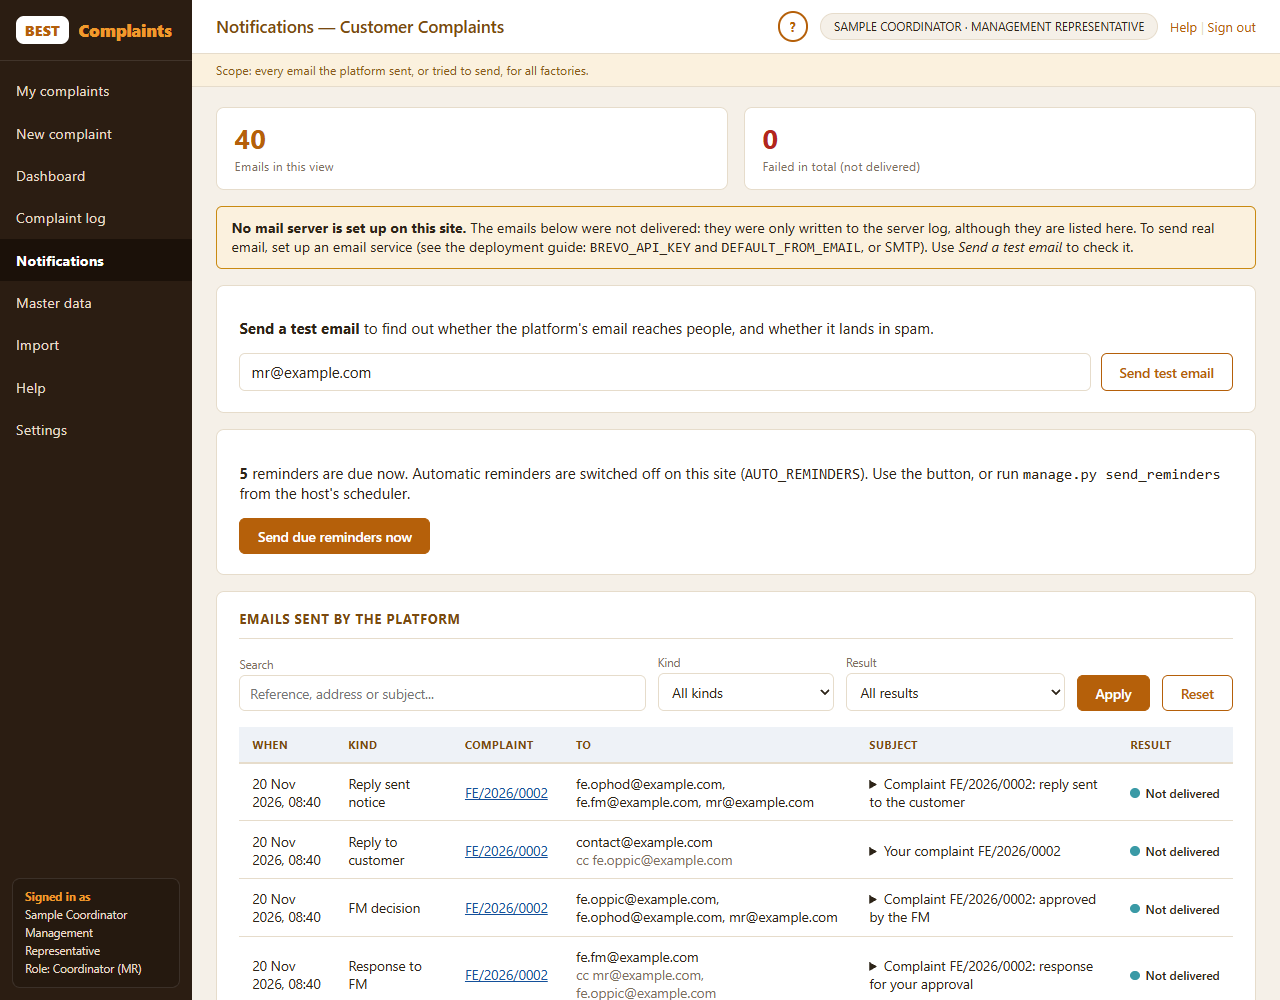 BEST Complaints
Notifications — Customer Complaints
?
SAMPLE COORDINATOR · MANAGEMENT REPRESENTATIVE
Help | Sign out
Scope: every email the platform sent, or tried to send, for all factories.
My complaints
New complaint
Dashboard
Complaint log
Notifications
Master data
Import
Help
Settings
Signed in as
Sample Coordinator
Management
Representative
Role: Coordinator (MR)
40
Emails in this view
0
Failed in total (not delivered)
No mail server is set up on this site. The emails below were not delivered: they were only written to the server log, although they are listed here. To send real
email, set up an email service (see the deployment guide: BREVO_API_KEY and DEFAULT_FROM_EMAIL, or SMTP). Use Send a test email to check it.
Send a test email to find out whether the platform's email reaches people, and whether it lands in spam.
mr@example.com
Send test email
5 reminders are due now. Automatic reminders are switched off on this site (AUTO_REMINDERS). Use the button, or run manage.py send_reminders
from the host's scheduler.
Send due reminders now
EMAILS SENT BY THE PLATFORM
Search
Kind
Result
Reference, address or subject...
All kinds
All results
Apply
Reset
WHEN KIND COMPLAINT TO SUBJECT RESULT
20 Nov
2026, 08:40
Reply sent
notice
FE/2026/0002
fe.ophod@example.com,
fe.fm@example.com, mr@example.com
Complaint FE/2026/0002: reply sent
to the customer
Not delivered
20 Nov
2026, 08:40
Reply to
customer
FE/2026/0002
contact@example.com
cc fe.oppic@example.com
Your complaint FE/2026/0002
Not delivered
20 Nov
2026, 08:40
FM decision
FE/2026/0002
fe.oppic@example.com,
fe.ophod@example.com, mr@example.com
Complaint FE/2026/0002: approved
by the FM
Not delivered
20 Nov
2026, 08:40
Response to
FM
FE/2026/0002
fe.fm@example.com
cc mr@example.com,
fe.oppic@example.com
Complaint FE/2026/0002: response
for your approval
Not delivered